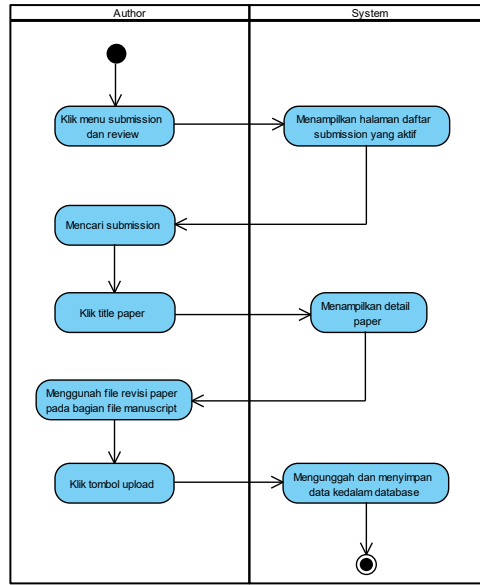 Author
System
Klik menu submission
dan review
Menampilkan halaman daftar
submission yang aktif
Mencari submission
Klik title paper
Menampilkan detail
paper
Menggunah file revisi paper
pada bagian file manuscript
Klik tombol upload
Mengunggah dan menyimpan
data kedalam database